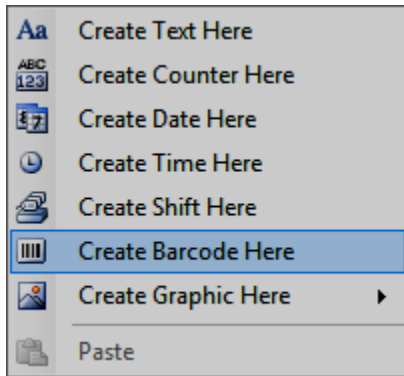 Aa Create Text Here
ABC
123 Create Counter Here
Create Date Here
Create Time Here
Create Shift Here
Create Barcode Here
Create Graphic Here
Paste